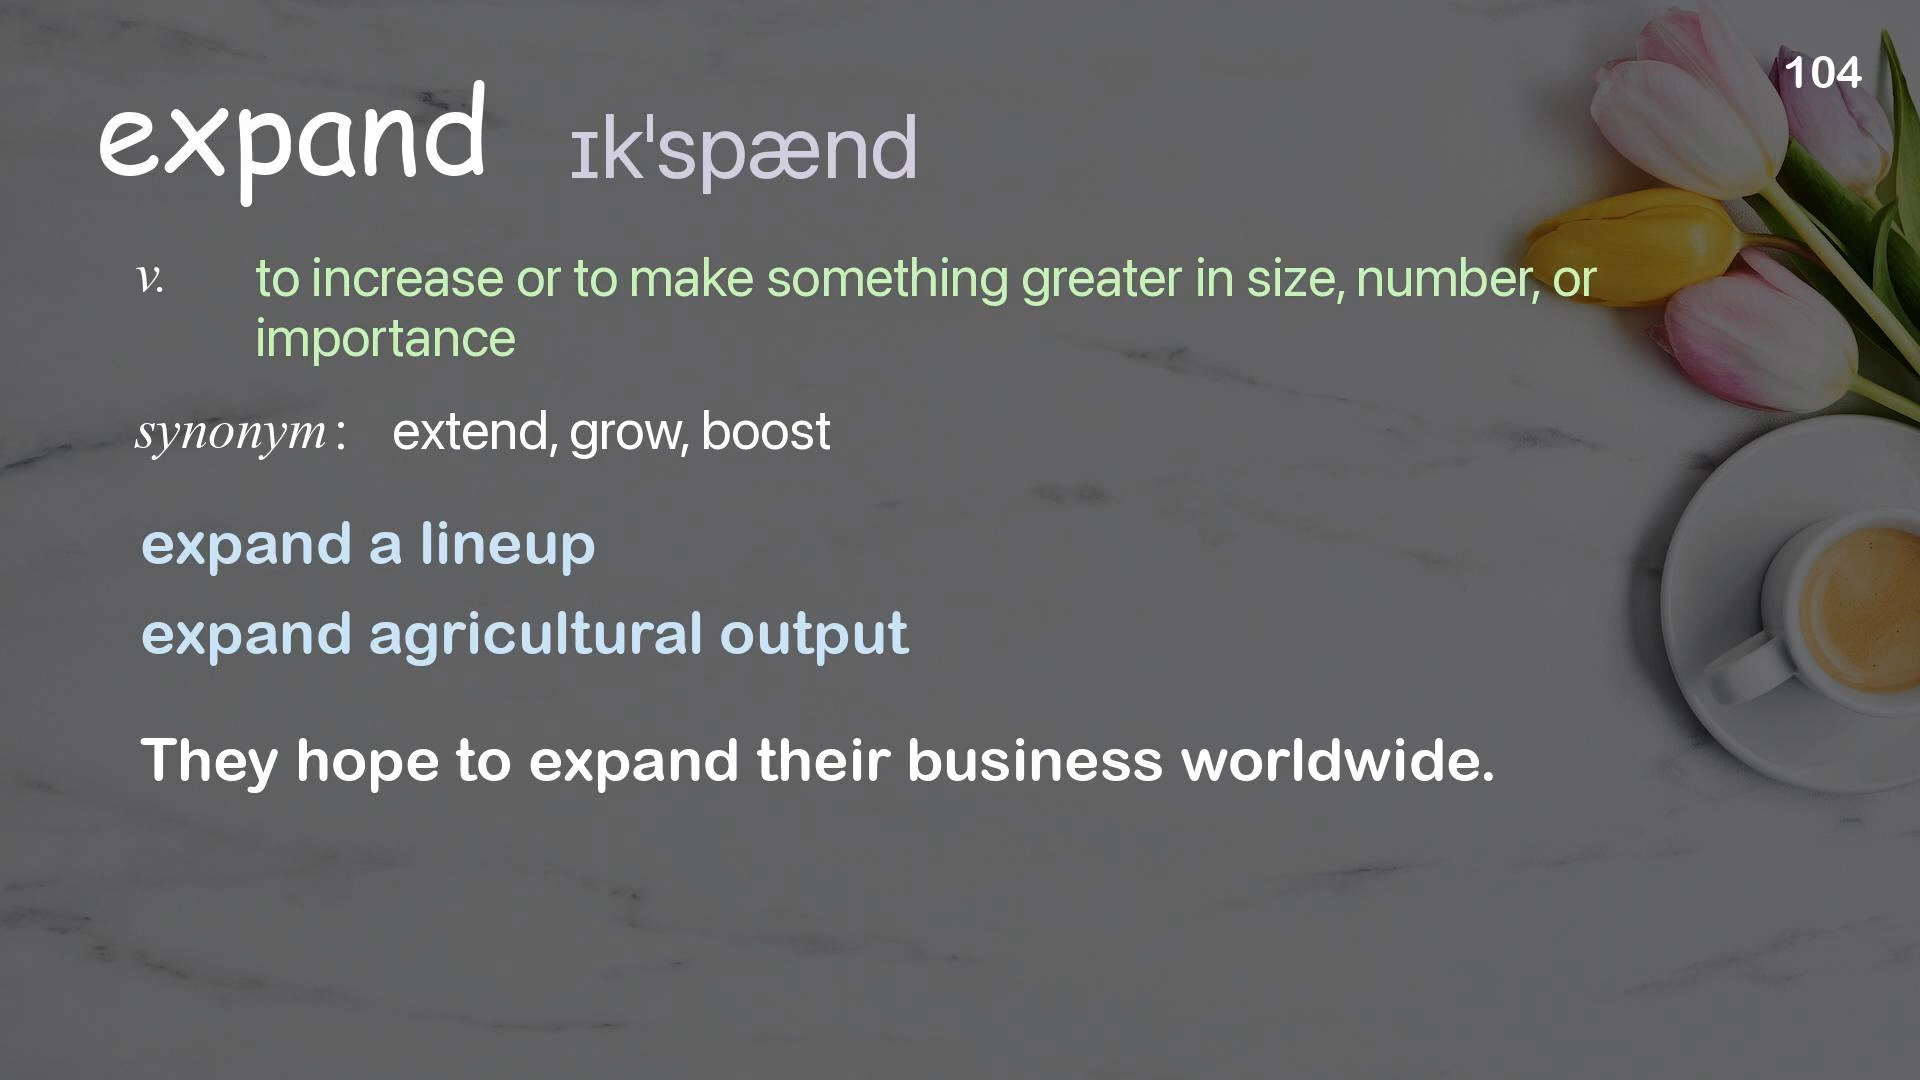 104
expand ɪkˈspænd
v. to increase or to make something greater in size, number, or
importance
synonym: extend, grow, boost
expand a lineup
expand agricultural output
They hope to expand their business worldwide.